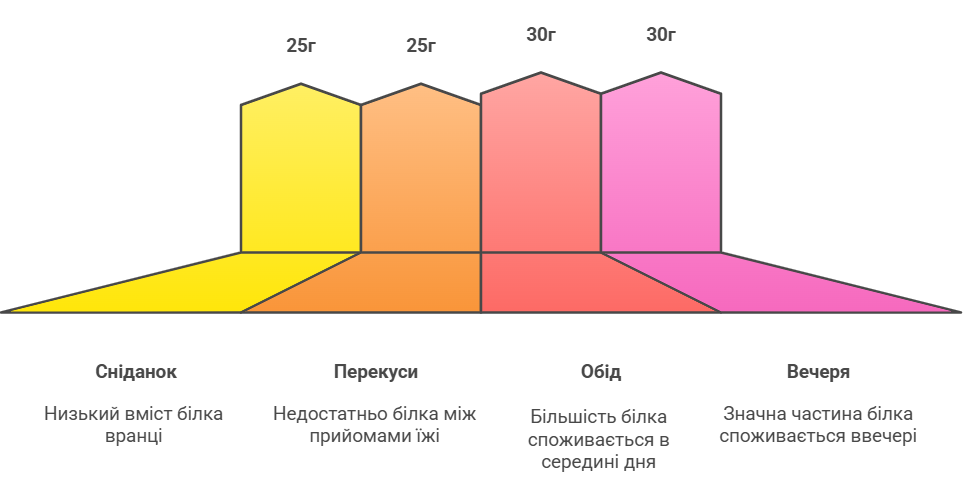 25г
25г
30г
30г
Сніданок
Низький вміст білка
вранці
Перекуси
Недостатньо білка між
прийомами їжі
Обід
Більшість білка
споживається в
середині дня
Вечеря
Значна частина білка
споживається ввечері